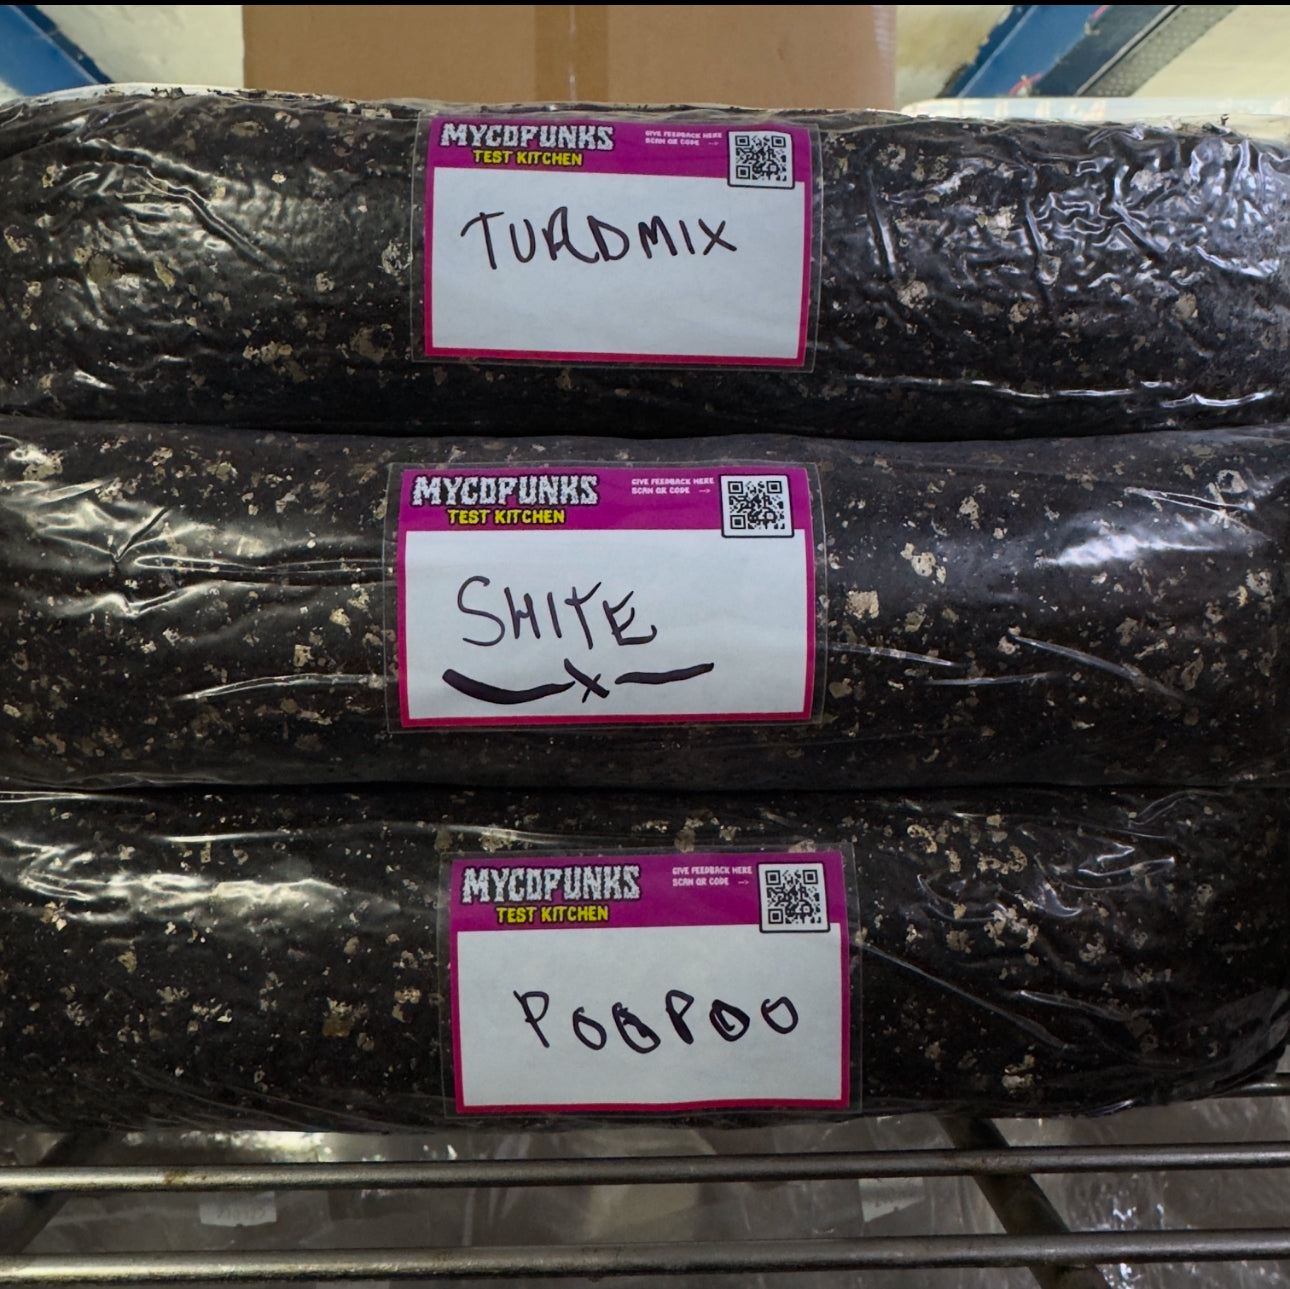 MYCOPUNKS
TEST KITCHEN
GIVE FEEDBACK HERE
SCAN QR CODE -->
TURDMIX
MYCOPUNKS
TEST KITCHEN
GIVE FEEDBACK HERE
SCAN QR CODE -->
SHITE
x
MYCOPUNKS
TEST KITCHEN
GIVE FEEDBACK HERE
SCAN QR CODE -->
POOPOO